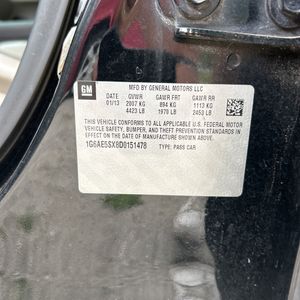 GM
MFD BY GENERAL MOTORS LLC
DATE GVWR GAWR FRT GAWR RR
01/13 2007 KG 894 KG 1113 KG
4423 LB 1970 LB 2453 LB
THIS VEHICLE CONFORMS TO ALL APPLICABLE U.S. FEDERAL MOTOR
VEHICLE SAFETY, BUMPER, AND THEFT PREVENTION STANDARDS
IN EFFECT ON THE DATE OF MANUFACTURE SHOWN ABOVE.
1G6AE5SX8D0151478 TYPE: PASS CAR